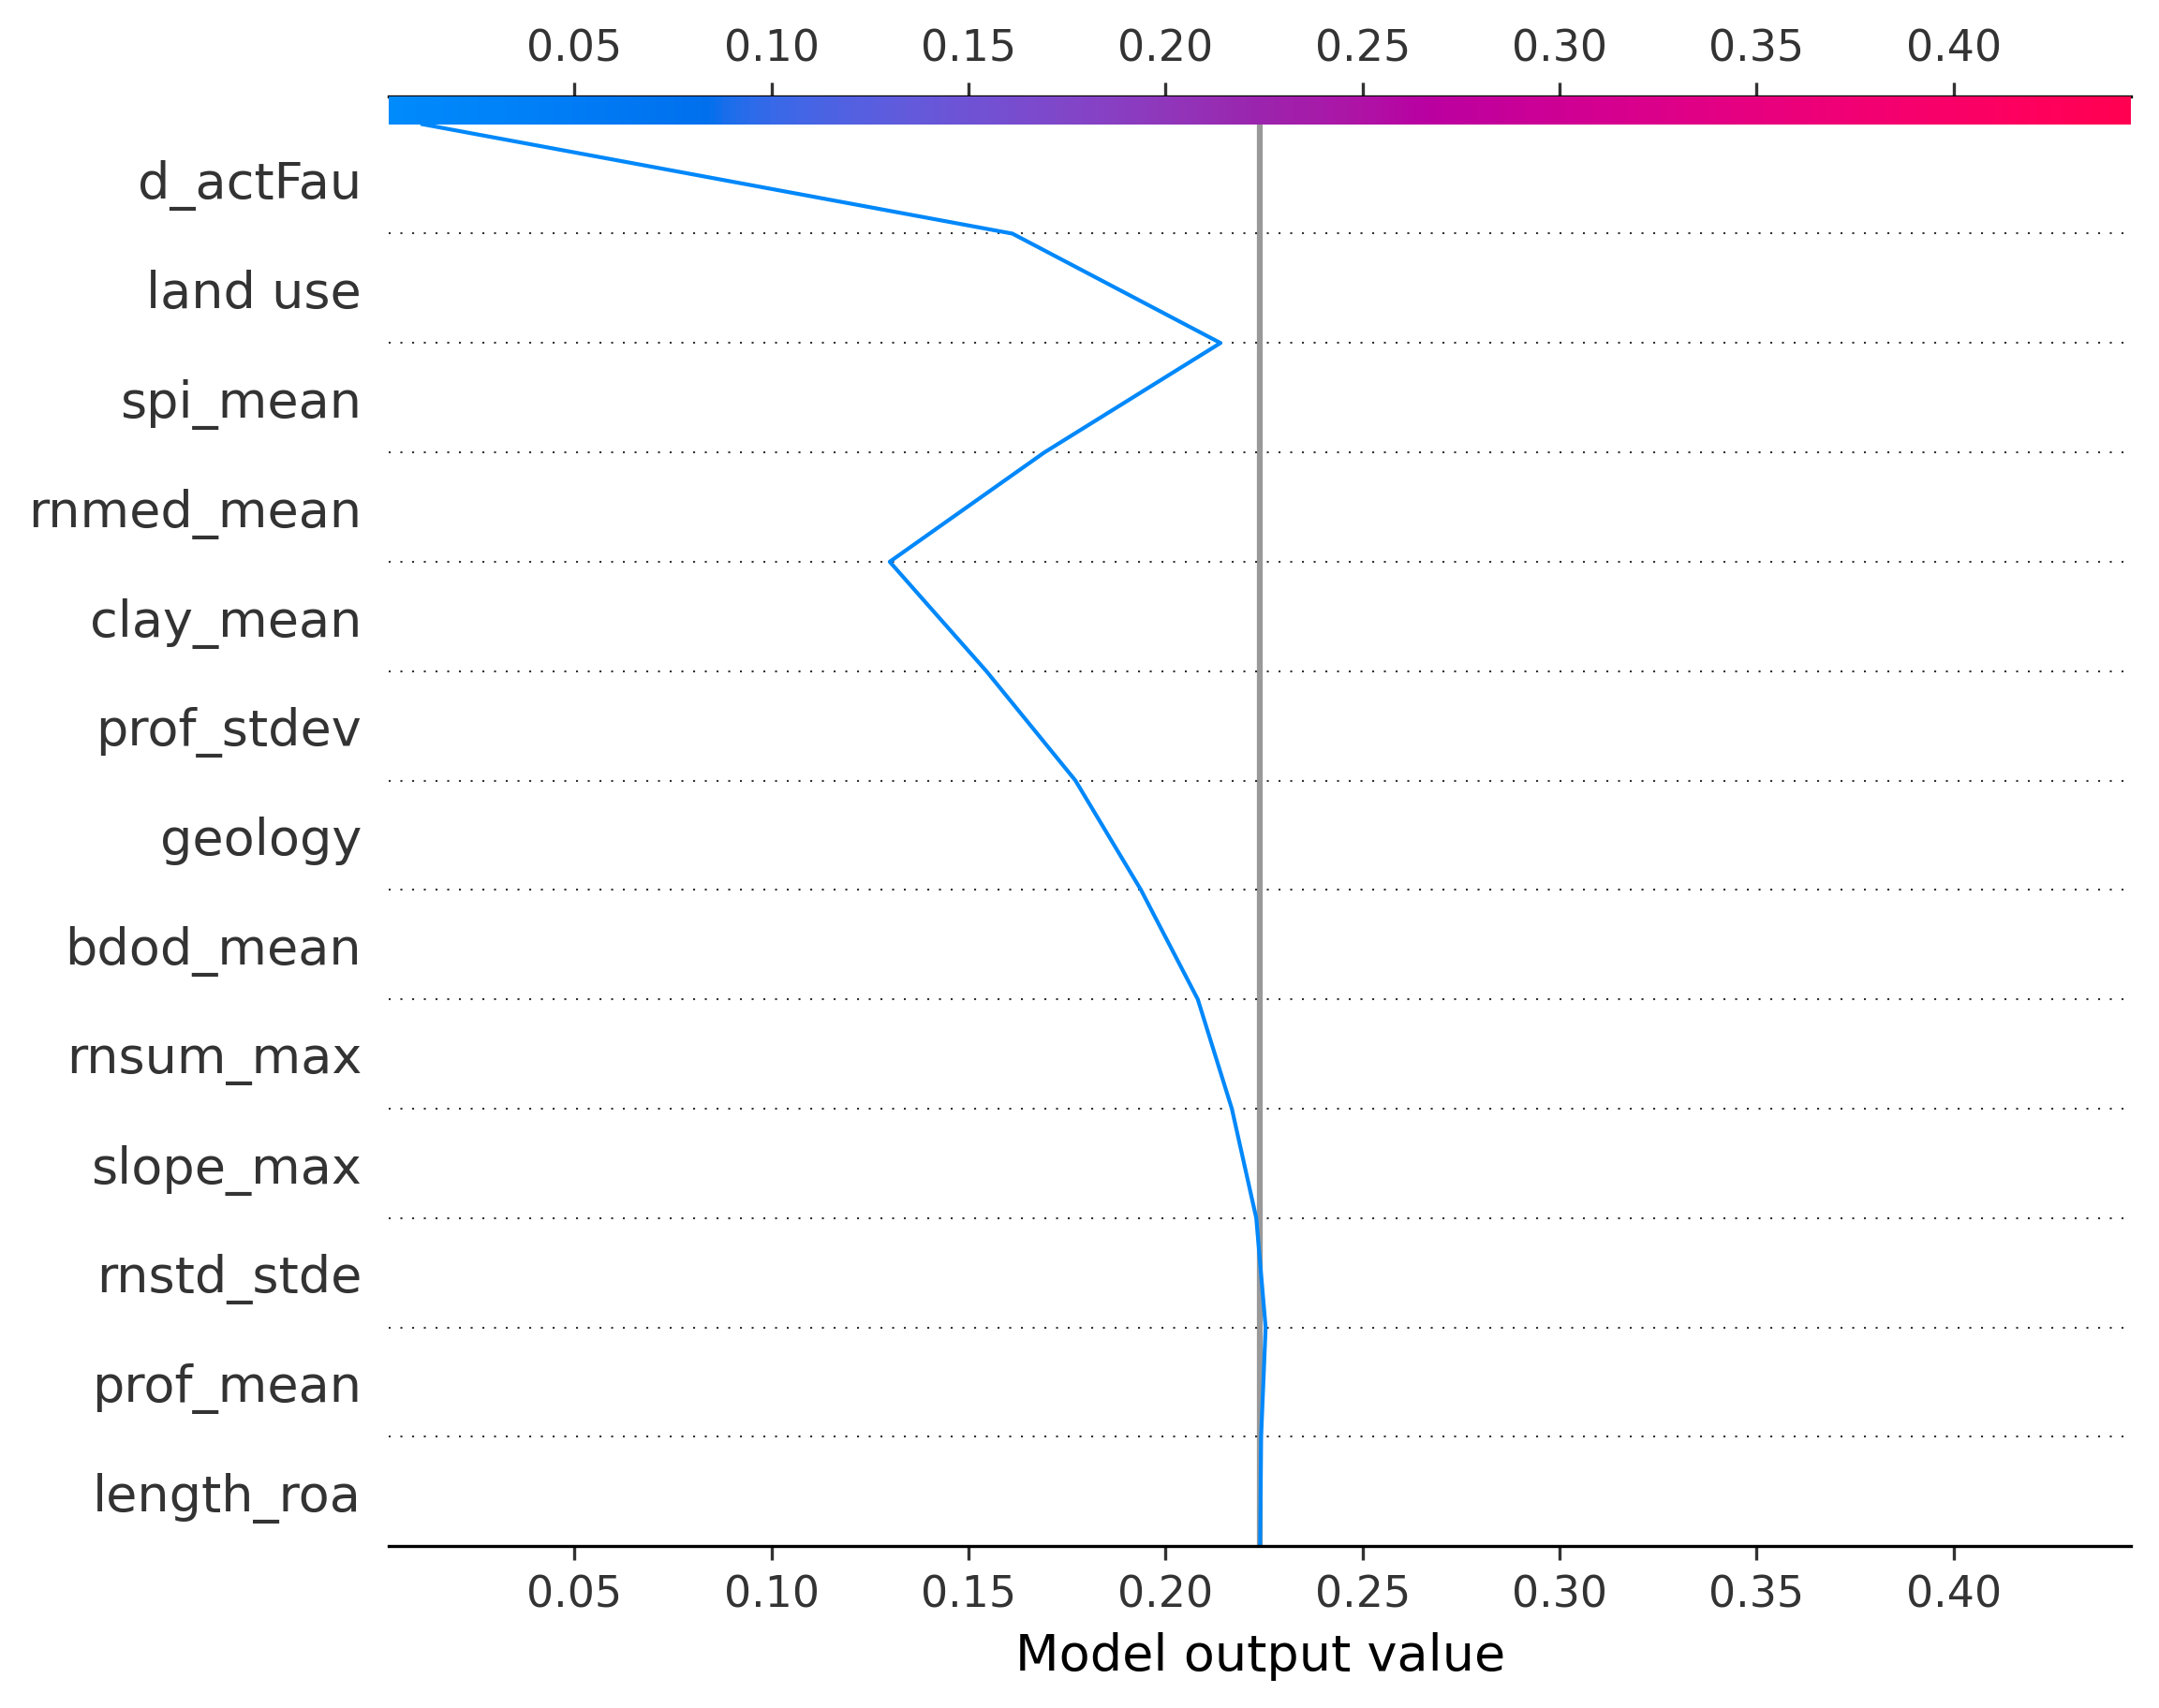 0.05 0.10 0.15 0.20 0.25 0.30 0.35 0.40
d_actFau
land use
spi_mean
rnmed_mean
clay_mean
prof_stdev
geology
bdod_mean
rnsum_max
slope_max
rnstd_stde
prof_mean
length_roa
0.05 0.10 0.15 0.20 0.25 0.30 0.35 0.40
Model output value